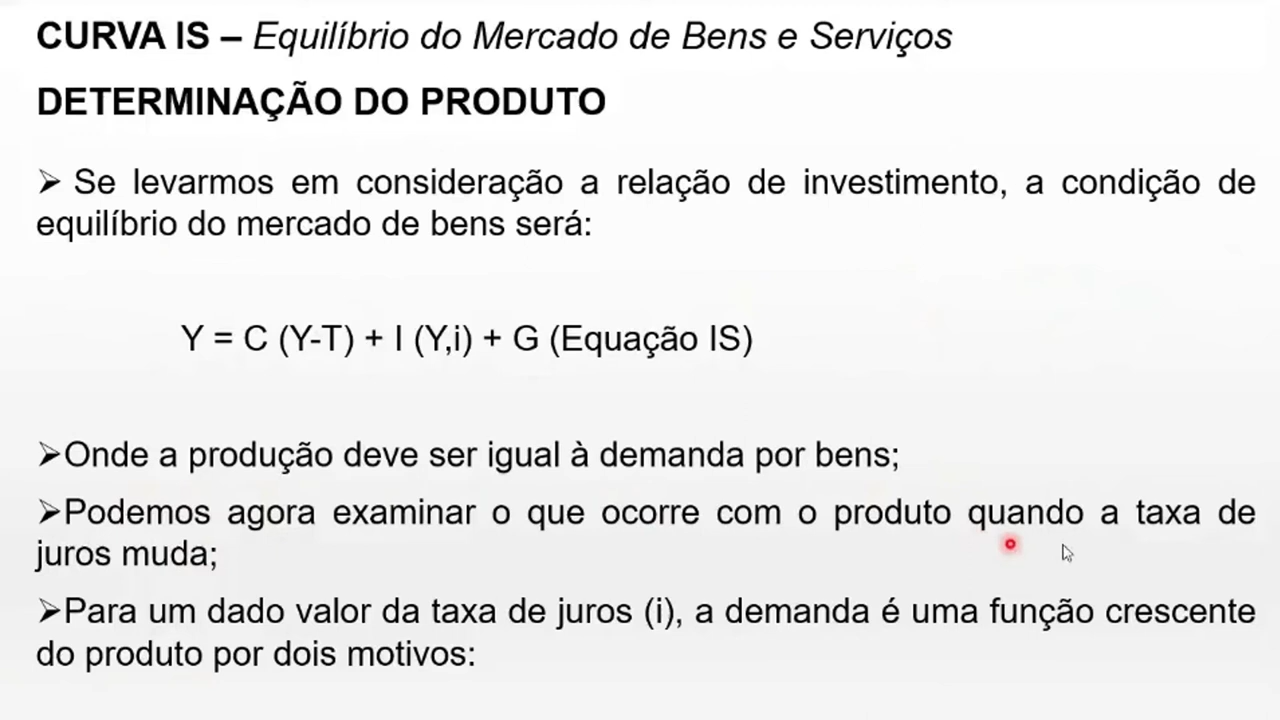 CURVA IS – Equilíbrio do Mercado de Bens e Serviços
DETERMINAÇÃO DO PRODUTO
➢ Se levarmos em consideração a relação de investimento, a condição de
equilíbrio do mercado de bens será:
Y = C (Y-T) + I (Y,i) + G (Equação IS)
➢Onde a produção deve ser igual à demanda por bens;
➢Podemos agora examinar o que ocorre com o produto quando a taxa de
juros muda;
➢Para um dado valor da taxa de juros (i), a demanda é uma função crescente
do produto por dois motivos: